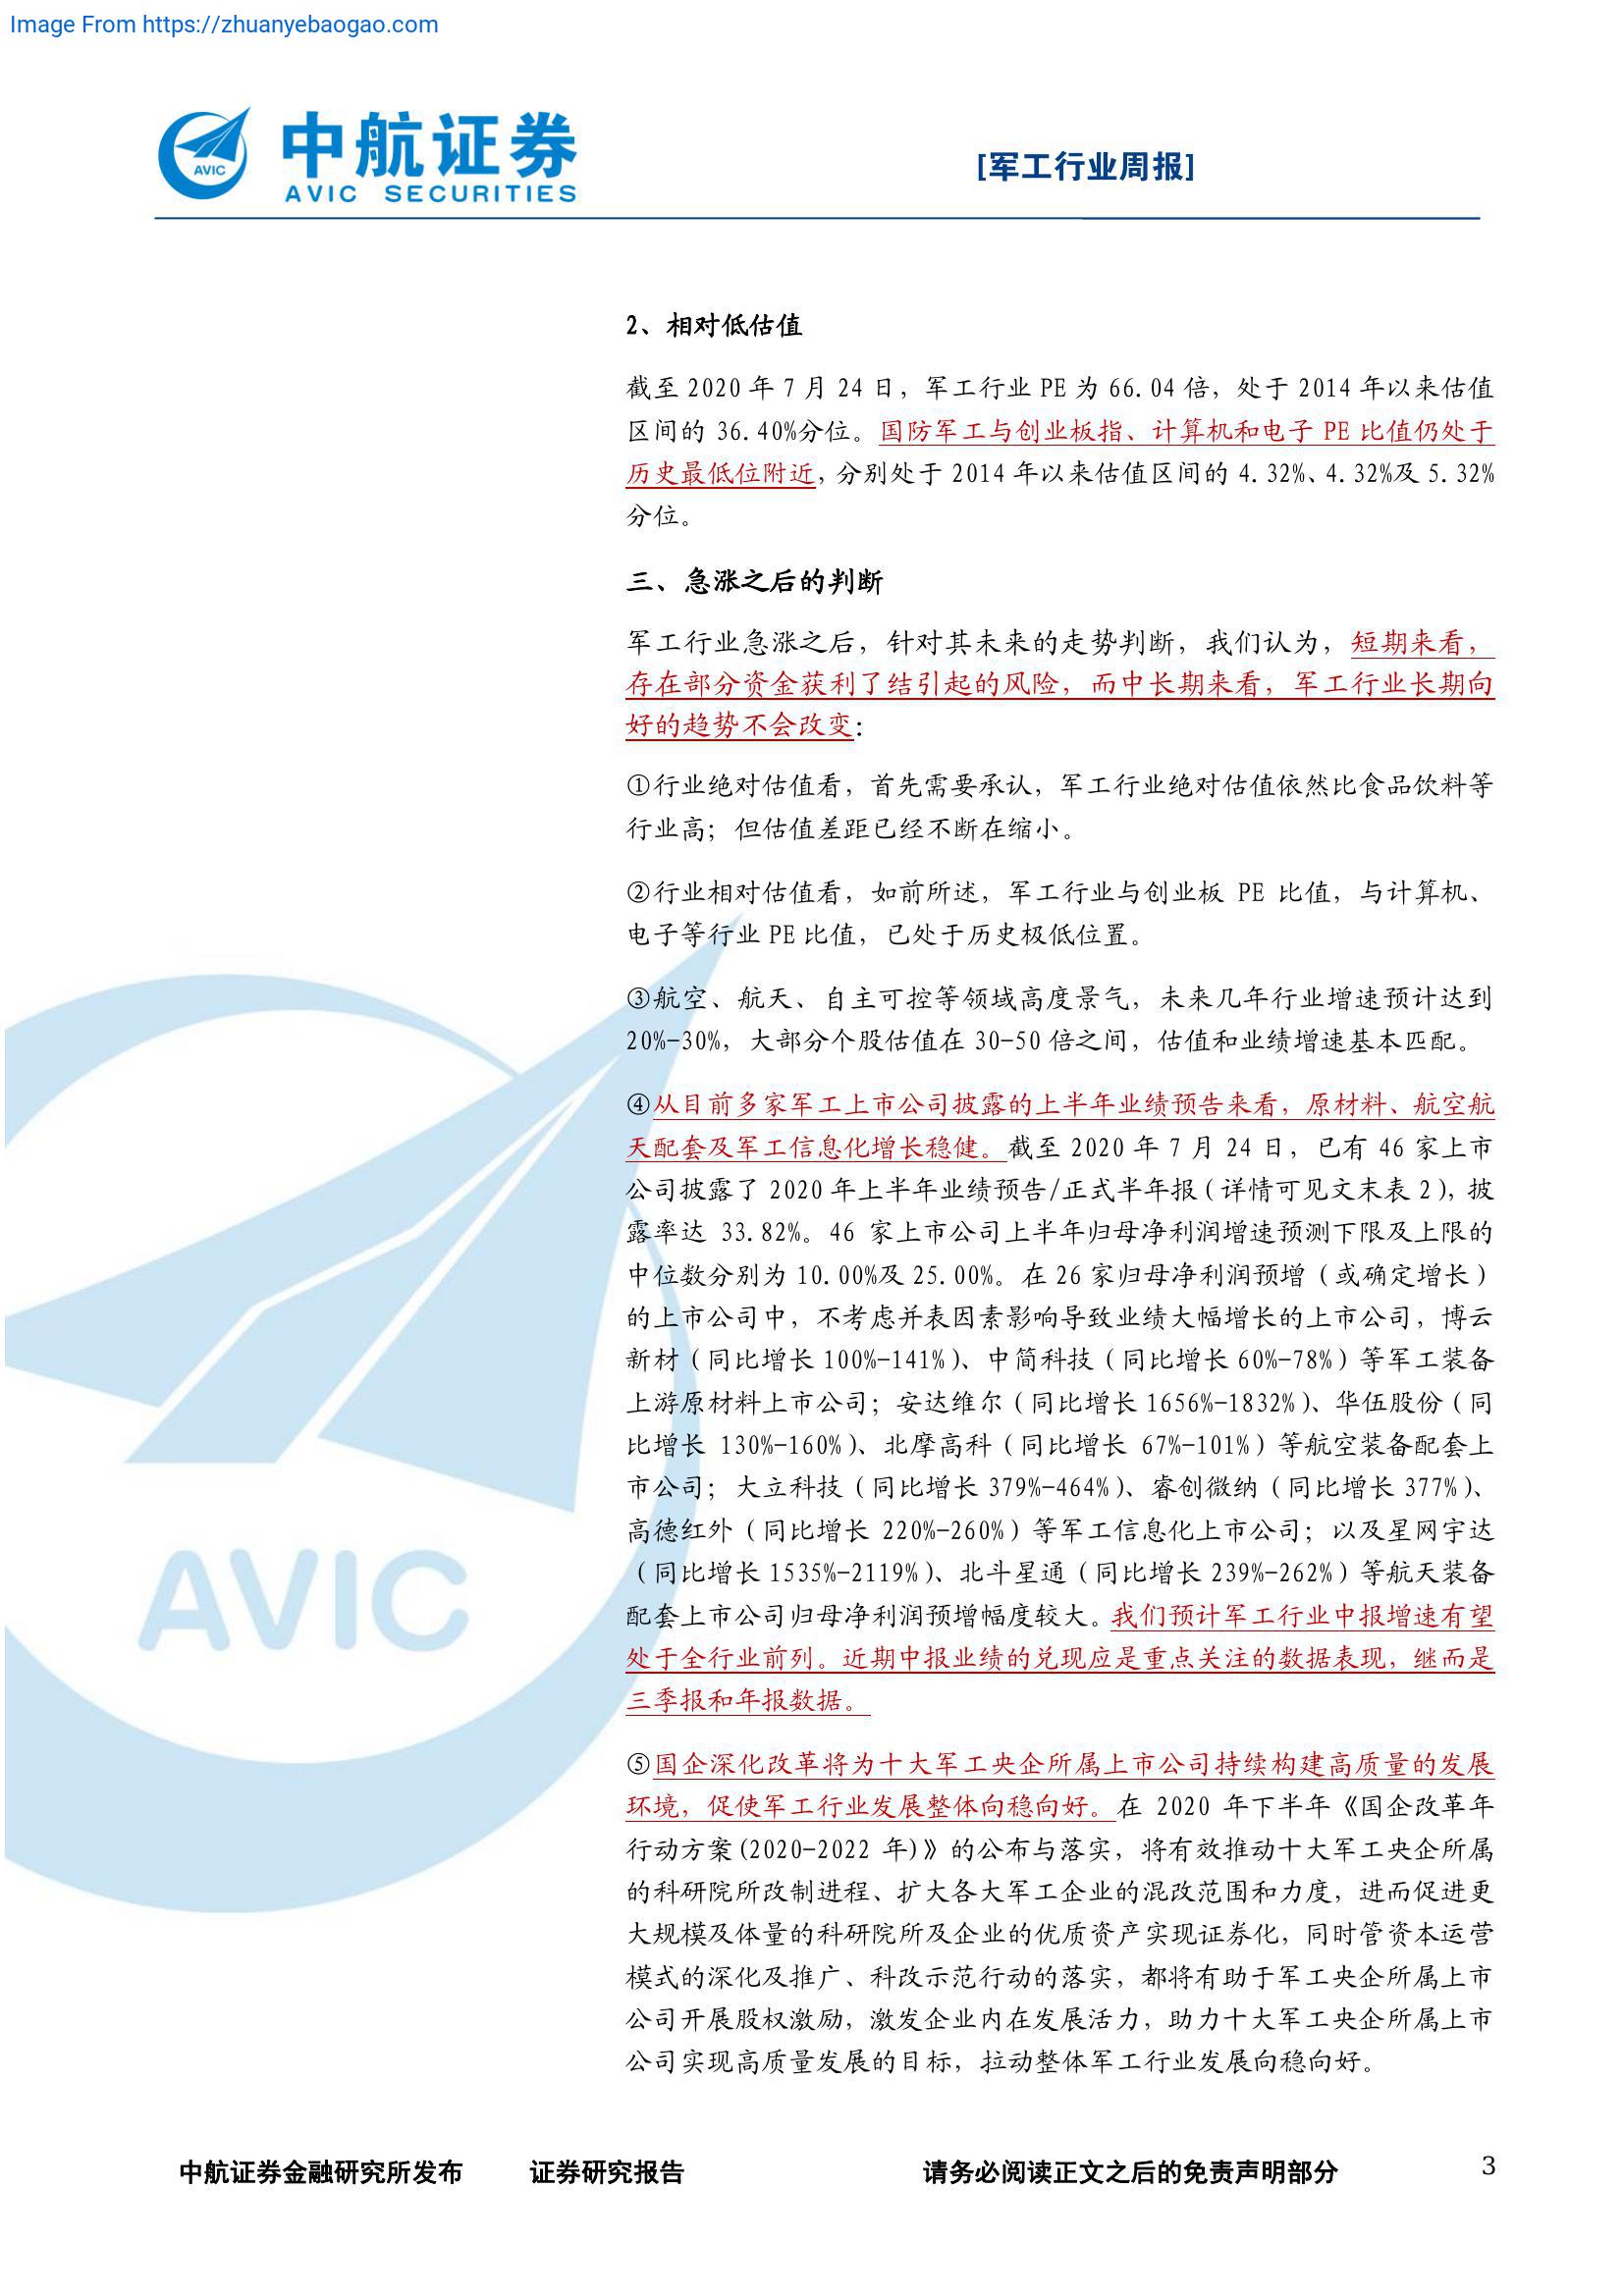 Image From https://zhuanyebaogao.com
AVIC
中航证券
AVIC SECURITIES
[军工行业周报]
2、相对低估值
截至 2020 年 7 月 24 日，军工行业 PE 为 66.04 倍，处于 2014 年以来估值
区间的 36.40%分位。国防军工与创业板指、计算机和电子 PE 比值仍处于
历史最低位附近，分别处于 2014 年以来估值区间的 4.32%、4.32%及 5.32%
分位。
三、急涨之后的判断
军工行业急涨之后，针对其未来的走势判断，我们认为，短期来看，
存在部分资金获利了结引起的风险，而中长期来看，军工行业长期向
好的趋势不会改变：
①行业绝对估值看，首先需要承认，军工行业绝对估值依然比食品饮料等
行业高；但估值差距已经不断在缩小。
②行业相对估值看，如前所述，军工行业与创业板 PE 比值，与计算机、
电子等行业 PE 比值，已处于历史极低位置。
③航空、航天、自主可控等领域高度景气，未来几年行业增速预计达到
20%-30%，大部分个股估值在 30-50 倍之间，估值和业绩增速基本匹配。
④从目前多家军工上市公司披露的上半年业绩预告来看，原材料、航空航
天配套及军工信息化增长稳健。截至 2020 年 7 月 24 日，已有 46 家上市
公司披露了 2020 年上半年业绩预告/正式半年报（详情可见文末表 2），披
露率达 33.82%。46 家上市公司上半年归母净利润增速预测下限及上限的
中位数分别为 10.00%及 25.00%。在 26 家归母净利润预增（或确定增长）
的上市公司中，不考虑并表因素影响导致业绩大幅增长的上市公司，博云
新材（同比增长 100%-141%）、中简科技（同比增长 60%-78%）等军工装备
上游原材料上市公司；安达维尔（同比增长 1656%-1832%）、华伍股份（同
比增长 130%-160%）、北摩高科（同比增长 67%-101%）等航空装备配套上
市公司；大立科技（同比增长 379%-464%）、睿创微纳（同比增长 377%）、
高德红外（同比增长 220%-260%）等军工信息化上市公司；以及星网宇达
（同比增长 1535%-2119%）、北斗星通（同比增长 239%-262%）等航天装备
配套上市公司归母净利润预增幅度较大。我们预计军工行业中报增速有望
处于全行业前列。近期中报业绩的兑现应是重点关注的数据表现，继而是
三季报和年报数据。
⑤国企深化改革将为十大军工央企所属上市公司持续构建高质量的发展
环境，促使军工行业发展整体向稳向好。在 2020 年下半年《国企改革年
行动方案(2020-2022 年)》的公布与落实，将有效推动十大军工央企所属
的科研院所改制进程、扩大各大军工企业的混改范围和力度，进而促进更
大规模及体量的科研院所及企业的优质资产实现证券化，同时管资本运营
模式的深化及推广、科改示范行动的落实，都将有助于军工央企所属上市
公司开展股权激励，激发企业内在发展活力，助力十大军工央企所属上市
公司实现高质量发展的目标，拉动整体军工行业发展向稳向好。
AVIC
中航证券金融研究所发布 证券研究报告 请务必阅读正文之后的免责声明部分 3